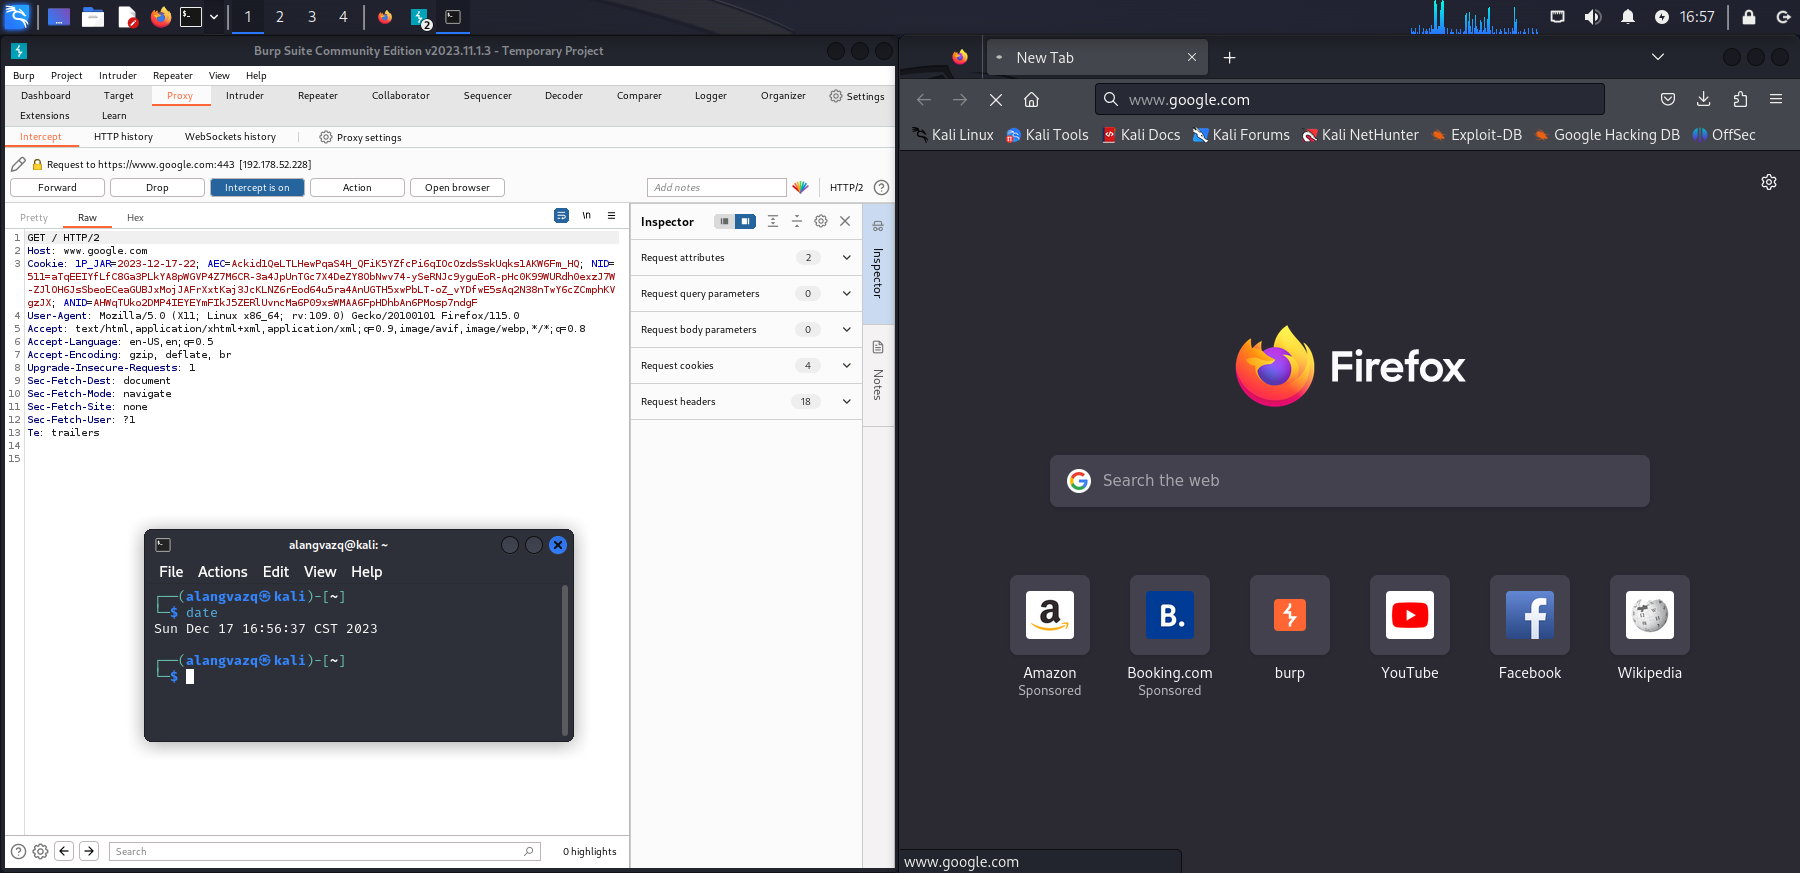 1 2 3 4 2 16:57
Burp Suite Community Edition v2023.11.1.3 - Temporary Project
Burp Project Intruder Repeater View Help
Dashboard Target Proxy Intruder Repeater Collaborator Sequencer Decoder Comparer Logger Organizer Settings
Extensions Learn
Intercept HTTP history WebSockets history Proxy settings
Request to https://www.google.com:443 [192.178.52.228]
Forward Drop Intercept is on Action Open browser Add notes HTTP/2 ?
Pretty Raw Hex \n
1 GET / HTTP/2
2 Host: www.google.com
3 Cookie: 1P_JAR=2023-12-17-22; AEC=Ackid1QeLTLHewPqaS4H_QFiK5YZfcPi6qIOcOzdsSskUqks1AKW6Fm_HQ; NID=
511=aTqEEIYfLfC8Ga3PLkYA8pWGVP4Z7M6CR-3a4JpUnTGc7X4DeZY8ObNwv74-ySeRNJc9yguEoR-pHc0K99WURdh0exzJ7W
-ZJlOH6JsSbeoECeaGUBJxMojJAFrXxtKaj3JcKLNZ6rEod64u5ra4AnUGTH5xwPbLT-oZ_vYDfwE5sAq2N38nTwY6cZCmphKV
gzJX; ANID=AHWqTUko2DMP4IEYEYmFIkJ5ZERlUvncMa6P09xsWMAA6FpHDhbAn6PMosp7ndgF
4 User-Agent: Mozilla/5.0 (X11; Linux x86_64; rv:109.0) Gecko/20100101 Firefox/115.0
5 Accept: text/html,application/xhtml+xml,application/xml;q=0.9,image/avif,image/webp,*/*;q=0.8
6 Accept-Language: en-US,en;q=0.5
7 Accept-Encoding: gzip, deflate, br
8 Upgrade-Insecure-Requests: 1
9 Sec-Fetch-Dest: document
10 Sec-Fetch-Mode: navigate
11 Sec-Fetch-Site: none
12 Sec-Fetch-User: ?1
13 Te: trailers
14
15
Inspector
Request attributes 2
Request query parameters 0
Request body parameters 0
Request cookies 4
Request headers 18
Inspector
Notes
alangvazq@kali: ~
File Actions Edit View Help
┌──(alangvazq㉿kali)-[~]
└─$ date
Sun Dec 17 16:56:37 CST 2023
┌──(alangvazq㉿kali)-[~]
└─$
? Search 0 highlights
New Tab
www.google.com
Kali Linux Kali Tools Kali Docs Kali Forums Kali NetHunter Exploit-DB Google Hacking DB OffSec
Firefox
Search the web
a B.
Amazon Booking.com burp YouTube Facebook Wikipedia
Sponsored Sponsored
www.google.com